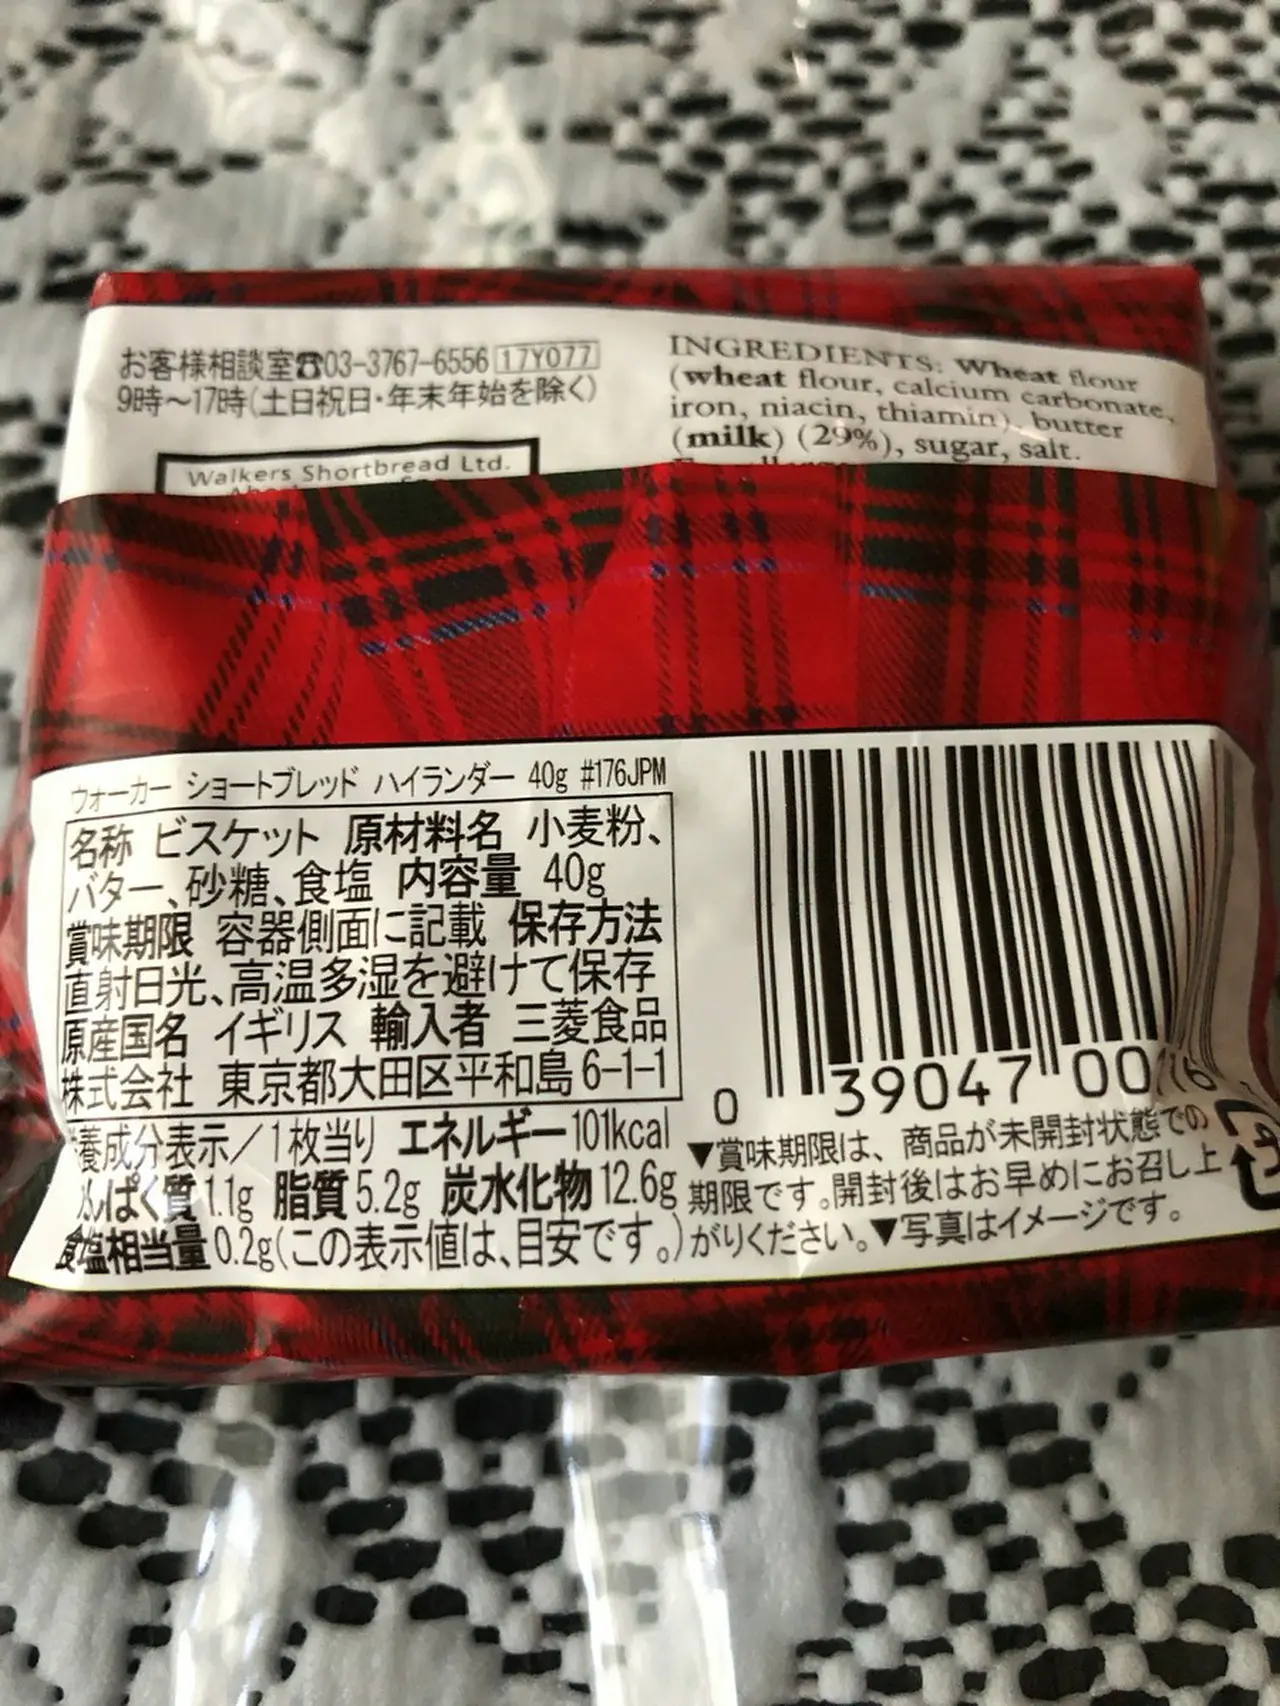 お客様相談室☎03-3767-6556 17Y077
9時～17時(土日祝日・年末年始を除く)
Walkers Shortbread Ltd.
INGREDIENTS: Wheat flour
(wheat flour, calcium carbonate,
iron, niacin, thiamin), butter
(milk) (29%), sugar, salt.
ウォーカー ショートブレッド ハイランダー 40g #176JPM
名称 ビスケット 原材料名 小麦粉、
バター、砂糖、食塩 内容量 40g
賞味期限 容器側面に記載 保存方法
直射日光、高温多湿を避けて保存
原産国名 イギリス 輸入者 三菱食品
株式会社 東京都大田区平和島6-1-1
養成分表示／1枚当り エネルギー101kcal
んぱく質1.1g 脂質5.2g 炭水化物12.6g
食塩相当量0.2g(この表示値は、目安です。)
0 39047 00176
▼賞味期限は、商品が未開封状態での
期限です。開封後はお早めにお召し上
がりください。▼写真はイメージです。